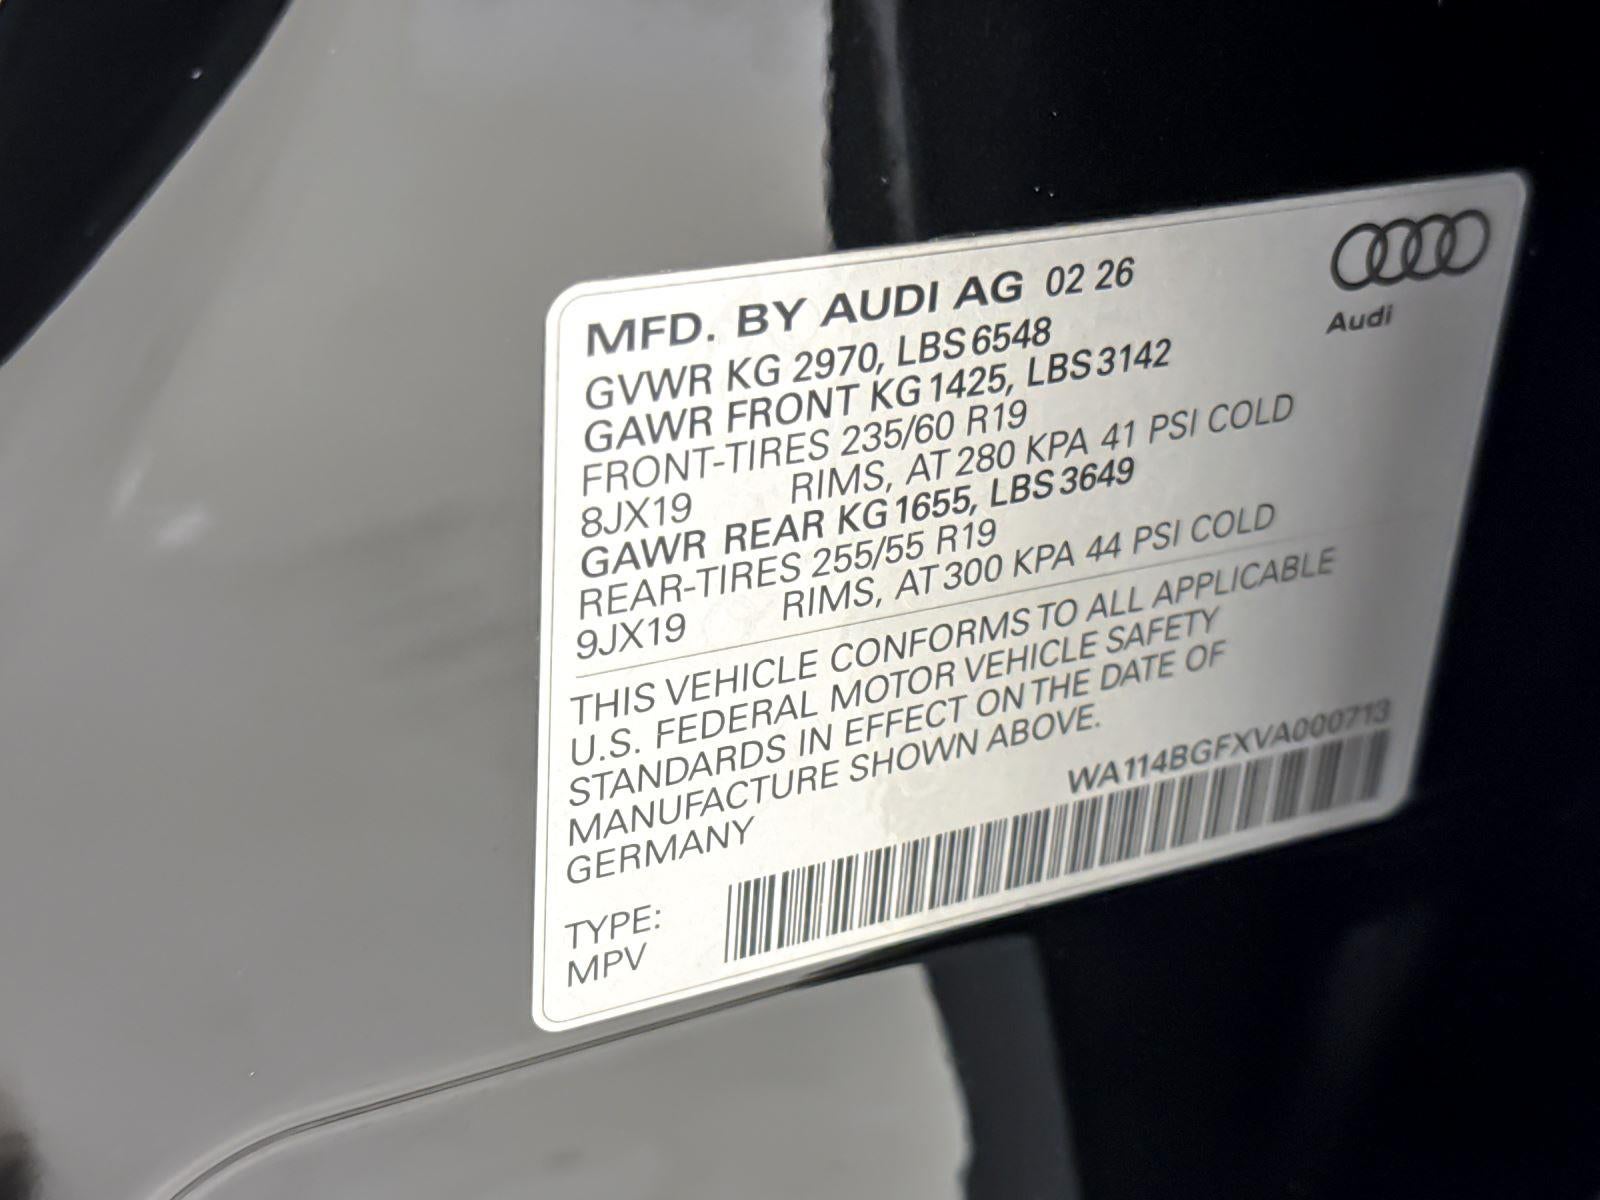 MFD. BY AUDI AG 02 26
Audi
GVWR KG 2970, LBS 6548
GAWR FRONT KG 1425, LBS 3142
FRONT-TIRES 235/60 R19
8JX19 RIMS, AT 280 KPA 41 PSI COLD
GAWR REAR KG 1655, LBS 3649
REAR-TIRES 255/55 R19
9JX19 RIMS, AT 300 KPA 44 PSI COLD
THIS VEHICLE CONFORMS TO ALL APPLICABLE
U.S. FEDERAL MOTOR VEHICLE SAFETY
STANDARDS IN EFFECT ON THE DATE OF
MANUFACTURE SHOWN ABOVE.
GERMANY
WA114BGFXVA000713
TYPE:
MPV